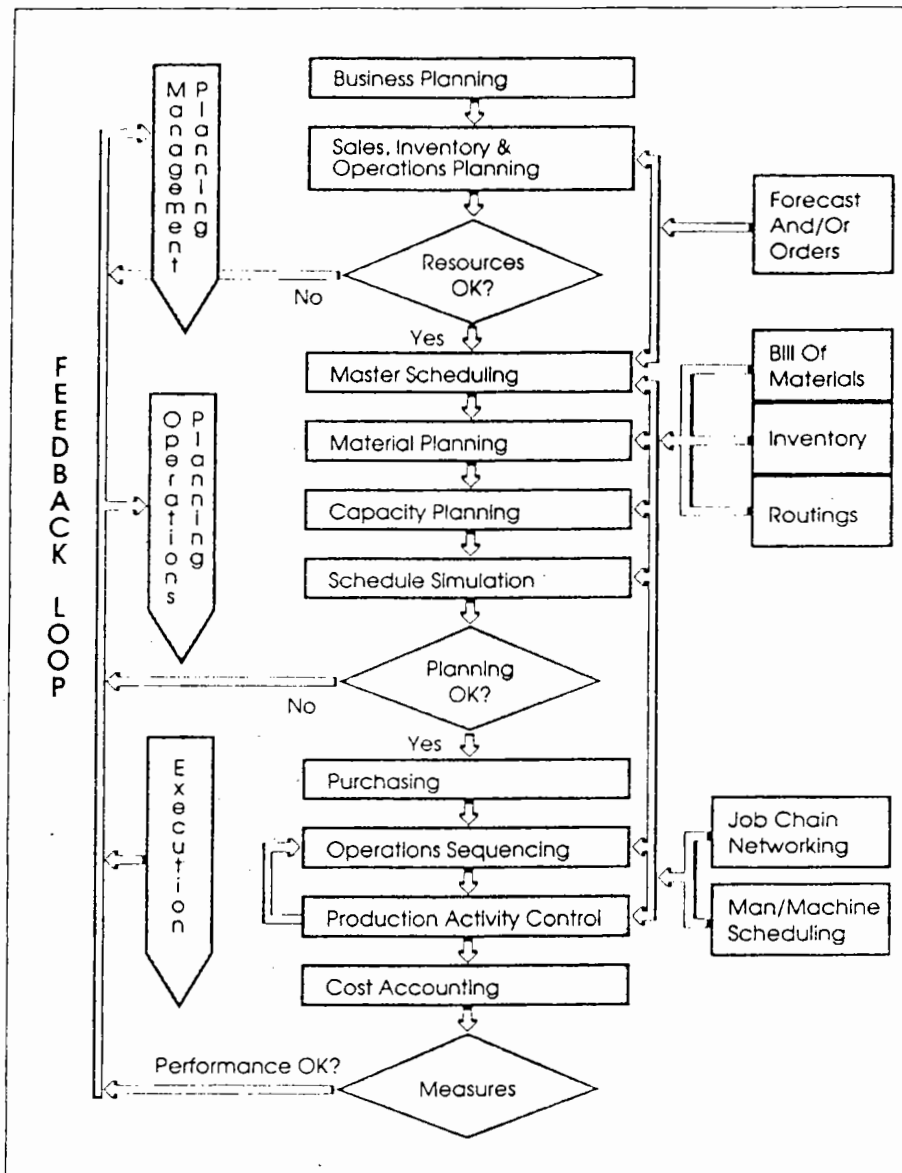 Business Planning
Sales, Inventory &
Operations Planning
Resources
OK?
No
Yes
Master Scheduling
Material Planning
Capacity Planning
Schedule Simulation
Planning
OK?
No
Yes
Purchasing
Operations Sequencing
Production Activity Control
Cost Accounting
Performance OK?
Measures
Management
Planning
Operations
Planning
Execution
FEEDBACK LOOP
Forecast
And/Or
Orders
Bill Of
Materials
Inventory
Routings
Job Chain
Networking
Man/Machine
Scheduling